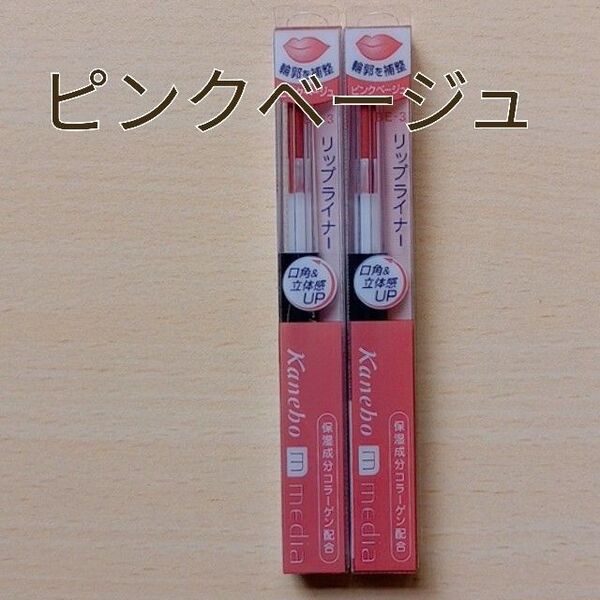 ピンクベージュ
輪郭を補整
リップライナー
口角&
立体感
UP
Kanebo
media
保湿成分コラーゲン配合
輪郭を補整
ピンクベージュ
BE-3
リップライナー
口角&
立体感
UP
Kanebo
media
保湿成分コラーゲン配合